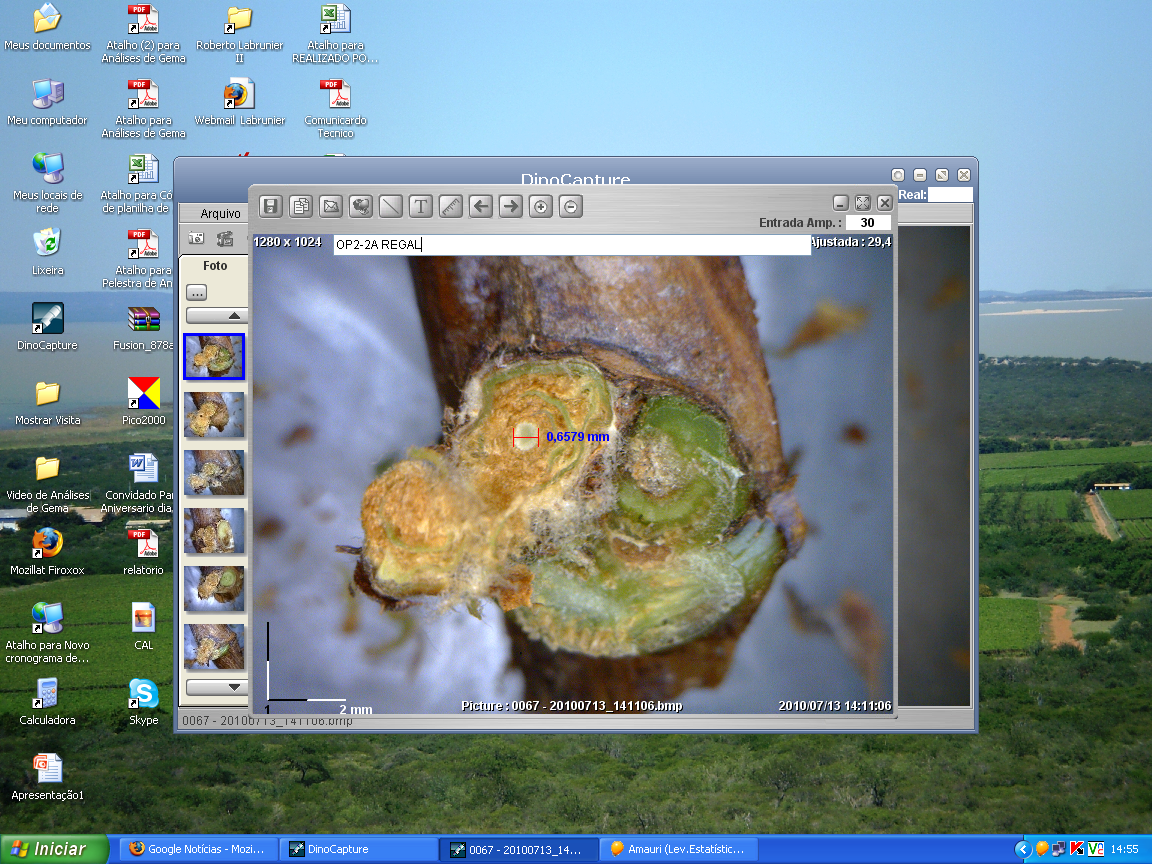 Meus documentos
Atalho (2) para
Análises de Gema
Roberto Labrunier
II
Atalho para
REALIZADO PO...
Meu computador
Atalho para
Análises de Gema
Webmail Labrunier
Comunicardo
Tecnico
Meus locais de
rede
Atalho para Có
de planilha de
Lixeira
Atalho para
Pelestra de An
DinoCapture
Fusion_878a
Mostrar Visita
Pico2000
Video de Análises
de Gema
Convidado Par
Aniversario dia
Mozillat Firoxox
relatorio
Atalho para Novo
cronograma de...
CAL
Calculadora
Skype
Apresentação1
DinoCapture
Real:
Arquivo
Foto
...
Entrada Amp. : 30
1280 x 1024
OP2-2A REGAL
Ajustada : 29,4
0,6579 mm
1
2 mm
Picture : 0067 - 20100713_141106.bmp
2010/07/13 14:11:06
0067 - 20100713_141106.bmp
Iniciar
Google Notícias - Mozi...
DinoCapture
0067 - 20100713_14...
Amauri (Lev.Estatístic...
14:55